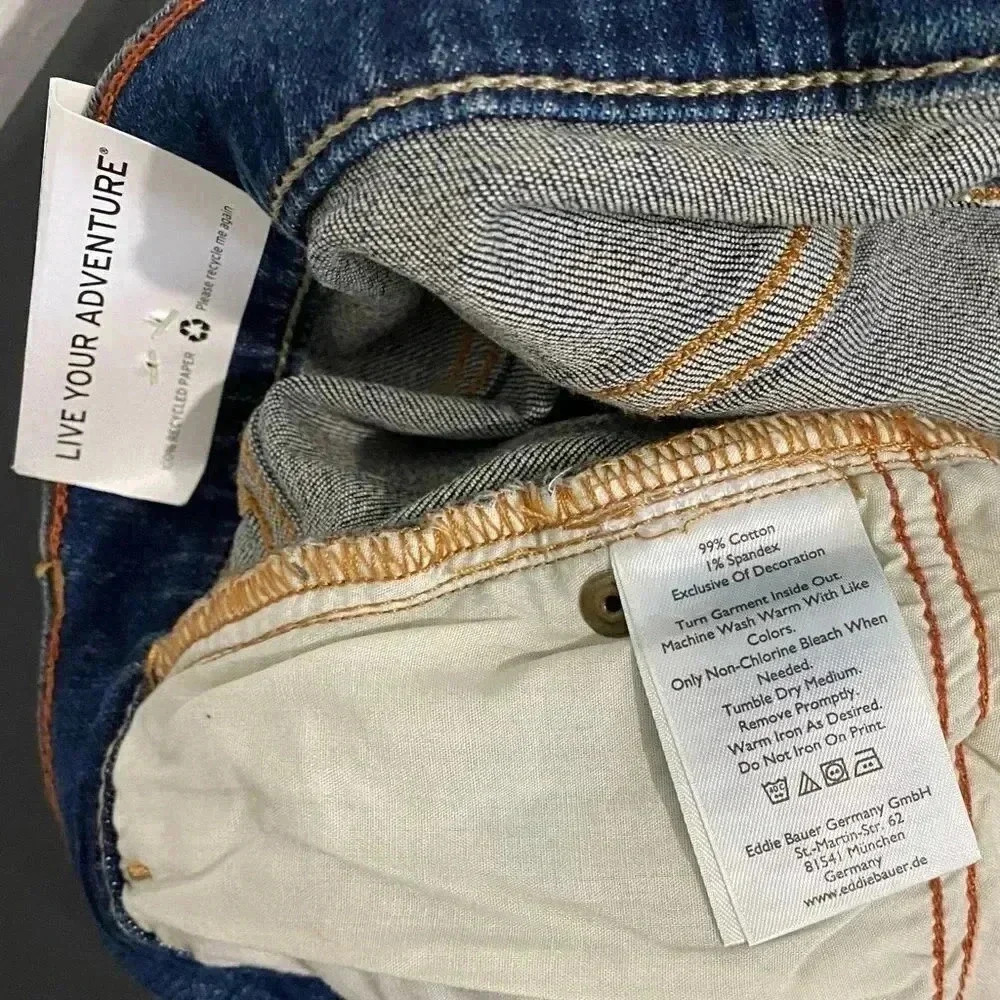 LIVE YOUR ADVENTURE®
RECYCLED PAPER Please recycle me again
99% Cotton
1% Spandex
Exclusive Of Decoration
Turn Garment Inside Out.
Machine Wash Warm With Like
Colors.
Only Non-Chlorine Bleach When
Needed.
Tumble Dry Medium.
Remove Promptly.
Warm Iron As Desired.
Do Not Iron On Print.
40°C
Eddie Bauer Germany GmbH
St.-Martin-Str. 62
81541 München
Germany
www.eddiebauer.de